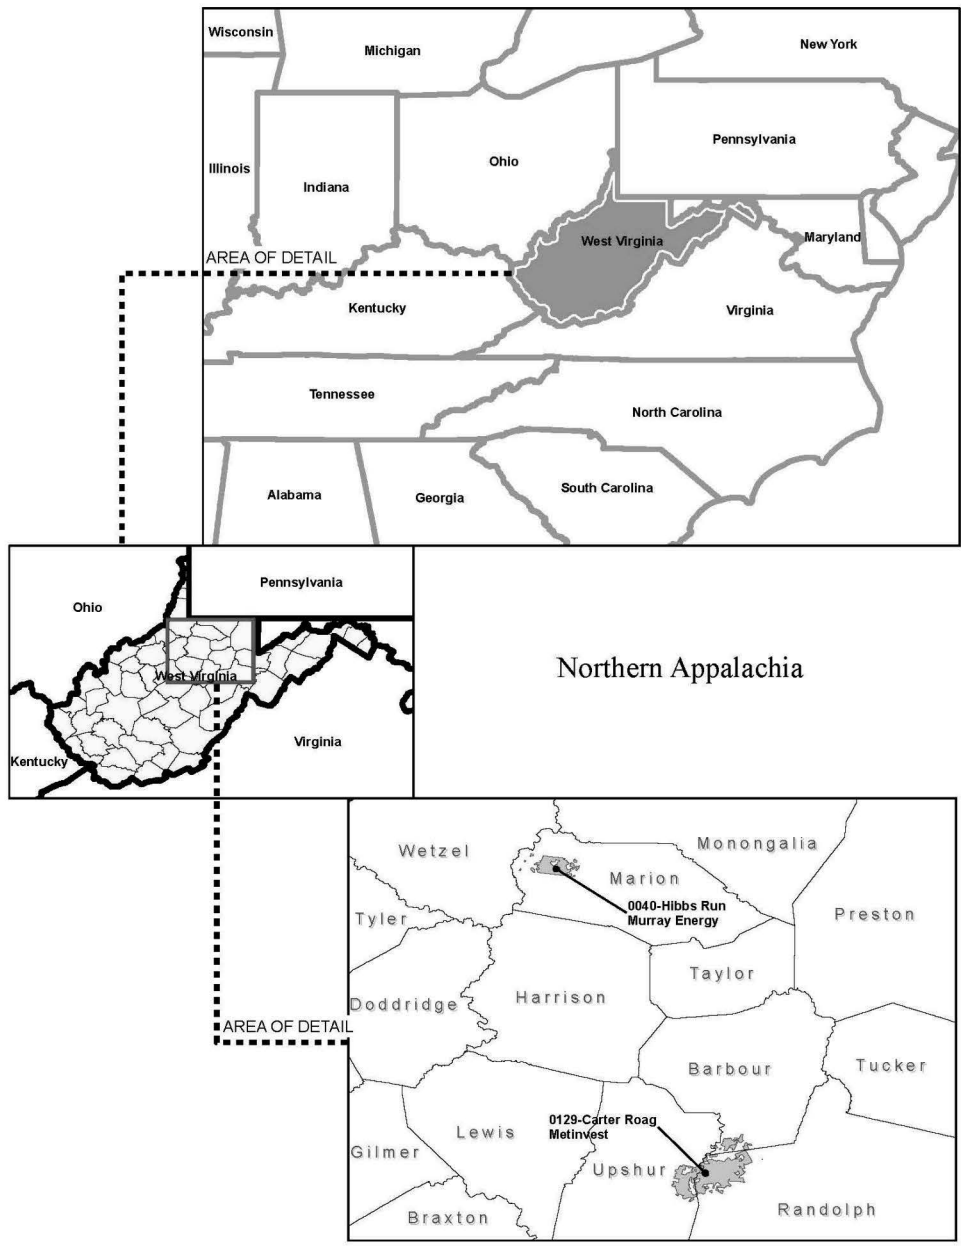 Wisconsin
Michigan
New York
Pennsylvania
Ohio
Illinois
Indiana
West Virginia
Maryland
AREA OF DETAIL
Kentucky
Virginia
Tennessee
North Carolina
Alabama
Georgia
South Carolina
Pennsylvania
Ohio
West Virginia
Virginia
Kentucky
Northern Appalachia
Wetzel
Monongalia
Marion
0040-Hibbs Run
Murray Energy
Preston
Tyler
Taylor
Doddridge
Harrison
AREA OF DETAIL
Barbour
Tucker
0129-Carter Roag
Metinvest
Lewis
Gilmer
Upshur
Randolph
Braxton